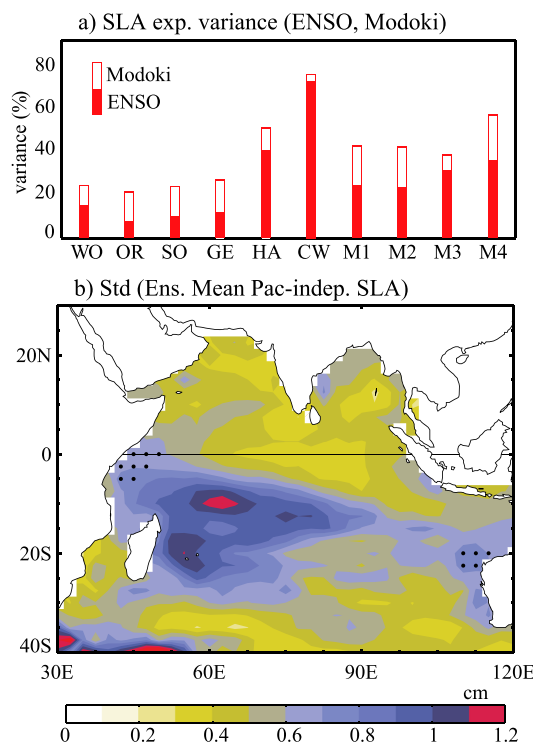 a) SLA exp. variance (ENSO, Modoki)
80
60
40
20
0
variance (%)
Modoki
ENSO
WO OR SO GE HA CW M1 M2 M3 M4
b) Std (Ens. Mean Pac-indep. SLA)
20N
0
20S
40S
30E 60E 90E 120E
cm
0 0.2 0.4 0.6 0.8 1 1.2